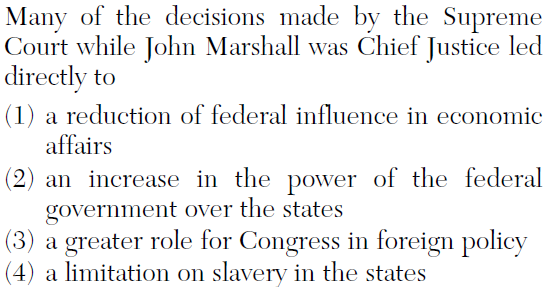 Many of the decisions made by the Supreme
Court while John Marshall was Chief Justice led
directly to
(1) a reduction of federal influence in economic
affairs
(2) an increase in the power of the federal
government over the states
(3) a greater role for Congress in foreign policy
(4) a limitation on slavery in the states